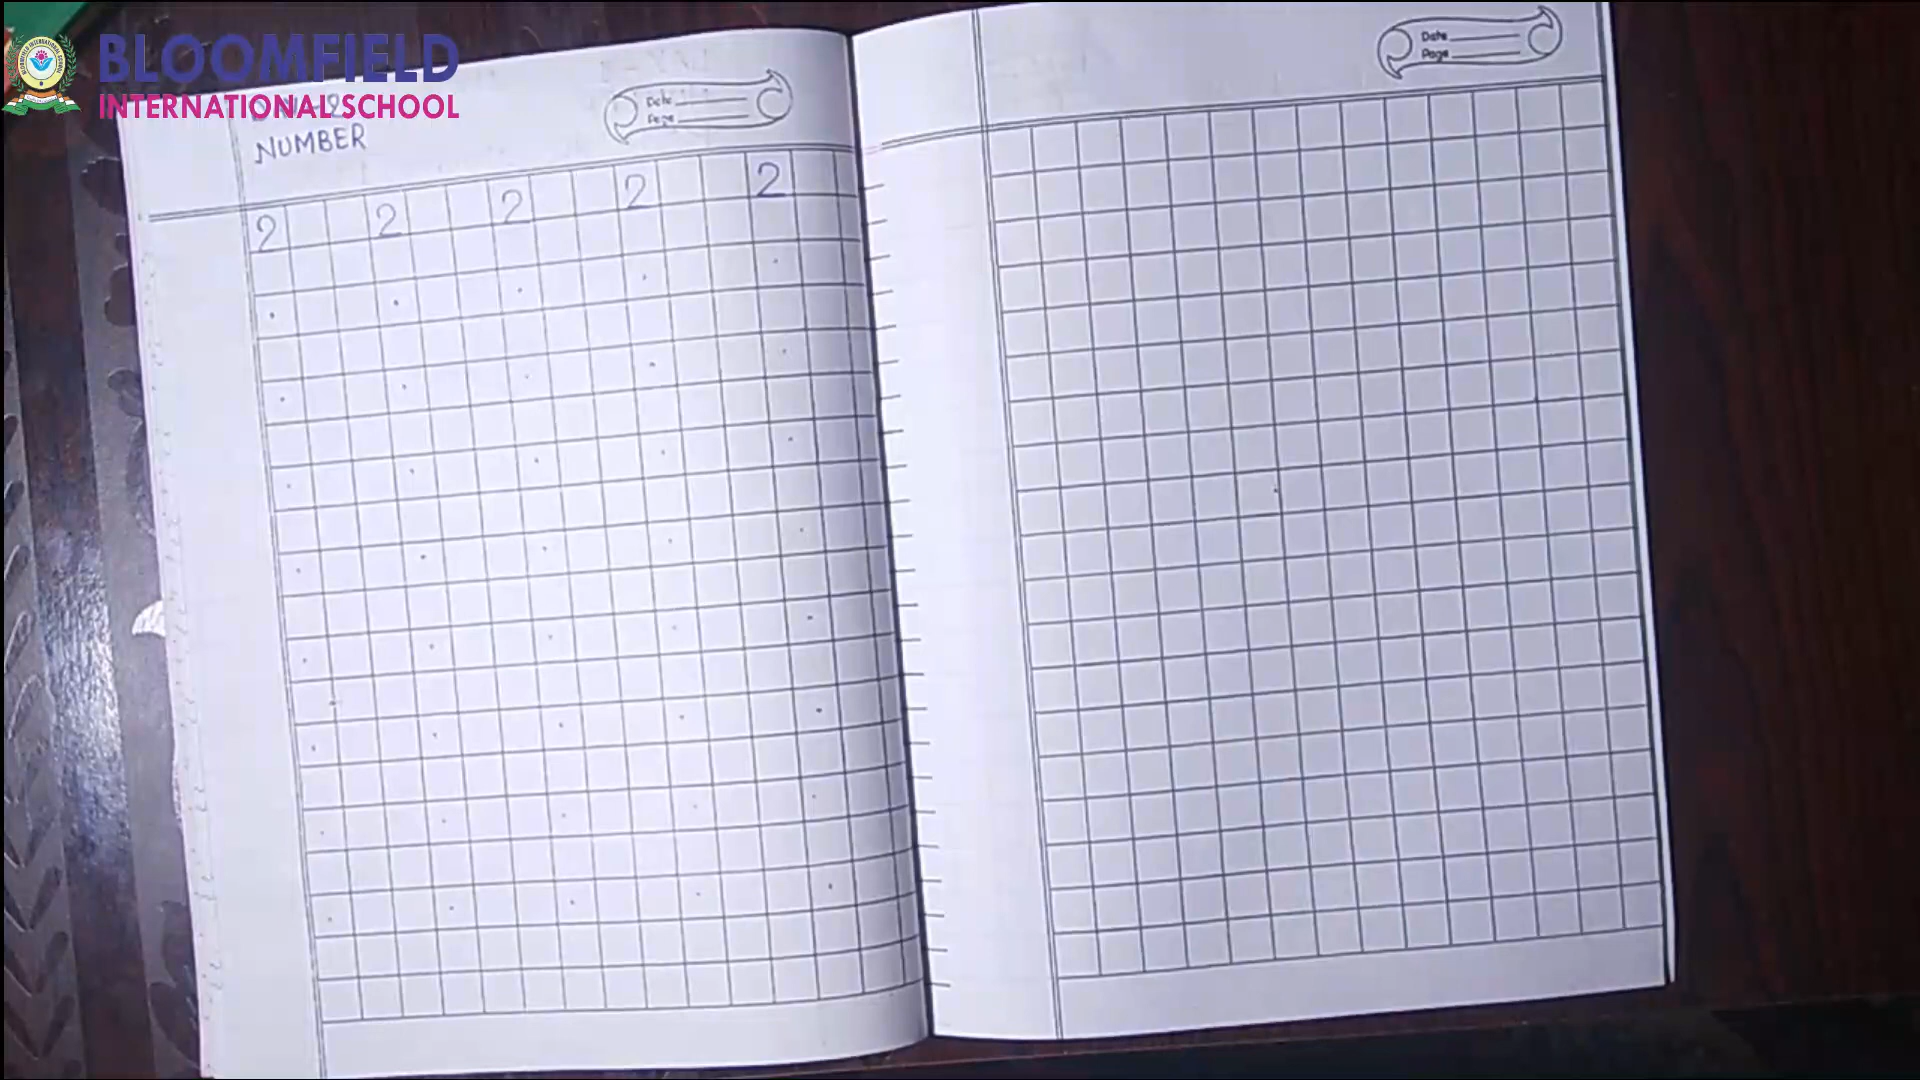 BLOOMFIELD
INTERNATIONAL SCHOOL
NUMBER
Date
Page
2 2 2 2 2
Date
Page